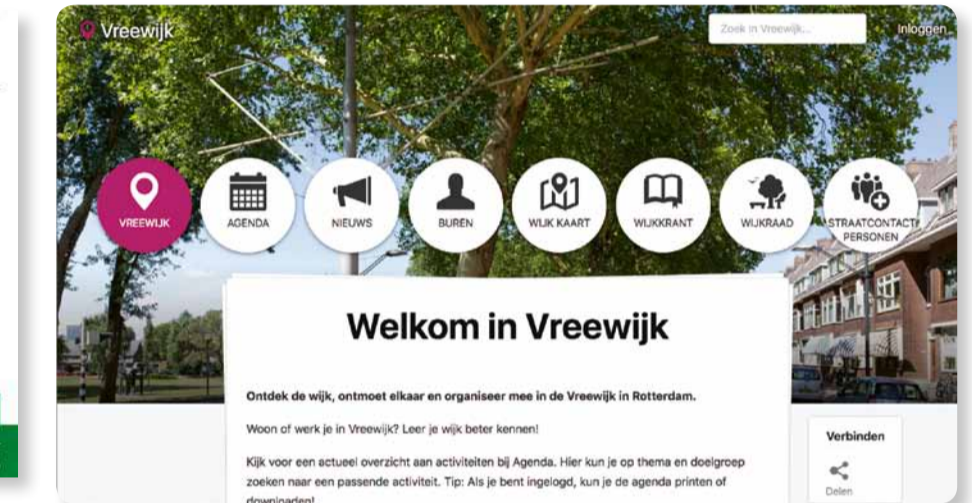 Vreewijk
Zoek in Vreewijk...
Inloggen
VREEWIJK
AGENDA
NIEUWS
BUREN
WIJK KAART
WIJKKRANT
WIJKRAAD
STRAATCONTACT
PERSONEN
Welkom in Vreewijk
Ontdek de wijk, ontmoet elkaar en organiseer mee in de Vreewijk in Rotterdam.
Woon of werk je in Vreewijk? Leer je wijk beter kennen!
Verbinden
Kijk voor een actueel overzicht aan activiteiten bij Agenda. Hier kun je op thema en doelgroep
zoeken naar een passende activiteit. Tip: Als je bent ingelogd, kun je de agenda printen of
downloaden!
Delen